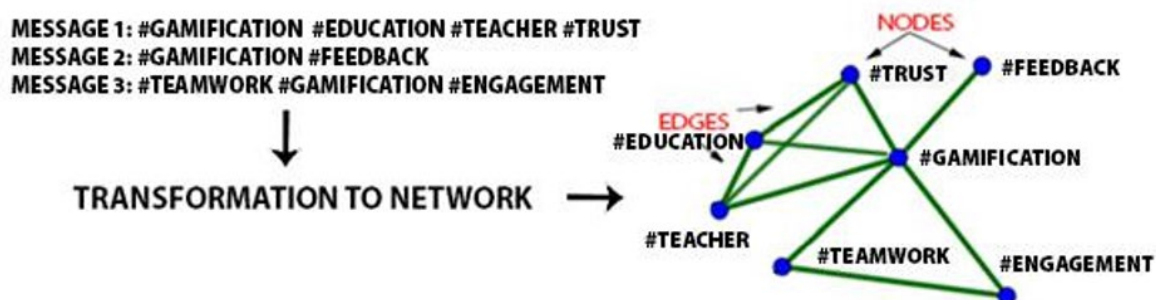 MESSAGE 1: #GAMIFICATION #EDUCATION #TEACHER #TRUST
MESSAGE 2: #GAMIFICATION #FEEDBACK
MESSAGE 3: #TEAMWORK #GAMIFICATION #ENGAGEMENT
TRANSFORMATION TO NETWORK
NODES
#TRUST
#FEEDBACK
EDGES
#EDUCATION
#GAMIFICATION
#TEACHER
#TEAMWORK
#ENGAGEMENT